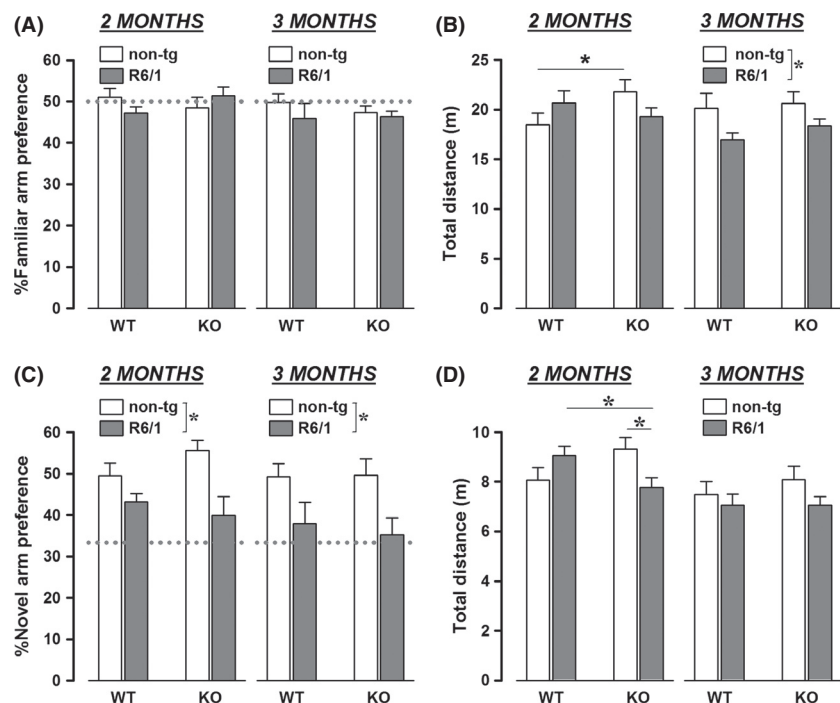 (A)
2 MONTHS
3 MONTHS
non-tg
R6/1
non-tg
R6/1
%Familiar arm preference
60
50
40
30
20
10
0
WT
KO
WT
KO
(B)
2 MONTHS
3 MONTHS
*
non-tg
R6/1
*
Total distance (m)
25
20
15
10
5
0
WT
KO
WT
KO
(C)
2 MONTHS
3 MONTHS
non-tg
R6/1
*
non-tg
R6/1
*
%Novel arm preference
60
50
40
30
20
10
0
WT
KO
WT
KO
(D)
2 MONTHS
3 MONTHS
*
*
non-tg
R6/1
Total distance (m)
10
8
6
4
2
0
WT
KO
WT
KO